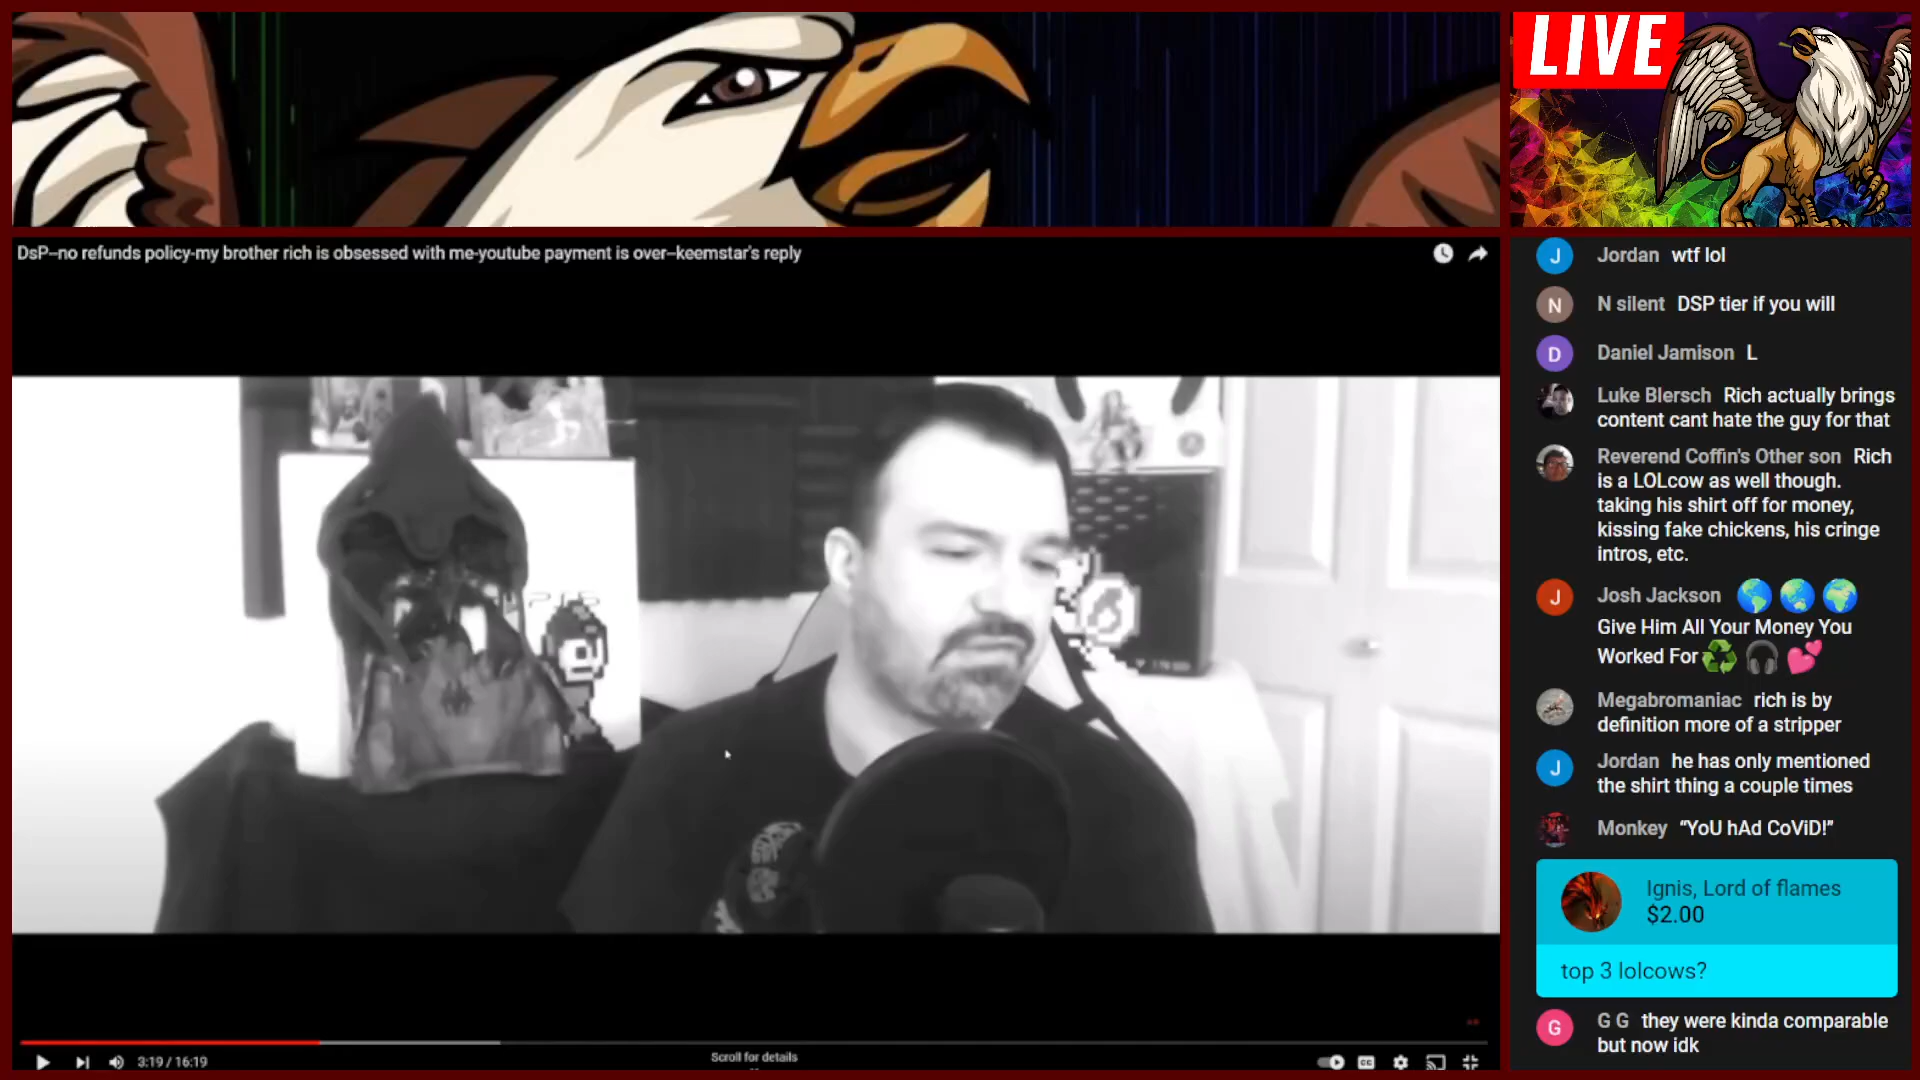 LIVE
DsP--no refunds policy-my brother rich is obsessed with me-youtube payment is over--keemstar's reply
Jordan wtf lol
N silent DSP tier if you will
Daniel Jamison L
Luke Blersch Rich actually brings
content cant hate the guy for that
Reverend Coffin's Other son Rich
is a LOLcow as well though.
taking his shirt off for money,
kissing fake chickens, his cringe
intros, etc.
Josh Jackson 🌎 🌏 🌍
Give Him All Your Money You
Worked For ♻️ 🎧 💕
Megabromaniac rich is by
definition more of a stripper
Jordan he has only mentioned
the shirt thing a couple times
Monkey “YoU hAd CoViD!”
Ignis, Lord of flames
$2.00
top 3 lolcows?
G G they were kinda comparable
but now idk
3:19 / 16:19
Scroll for details
J
N
D
J
J
G
CC